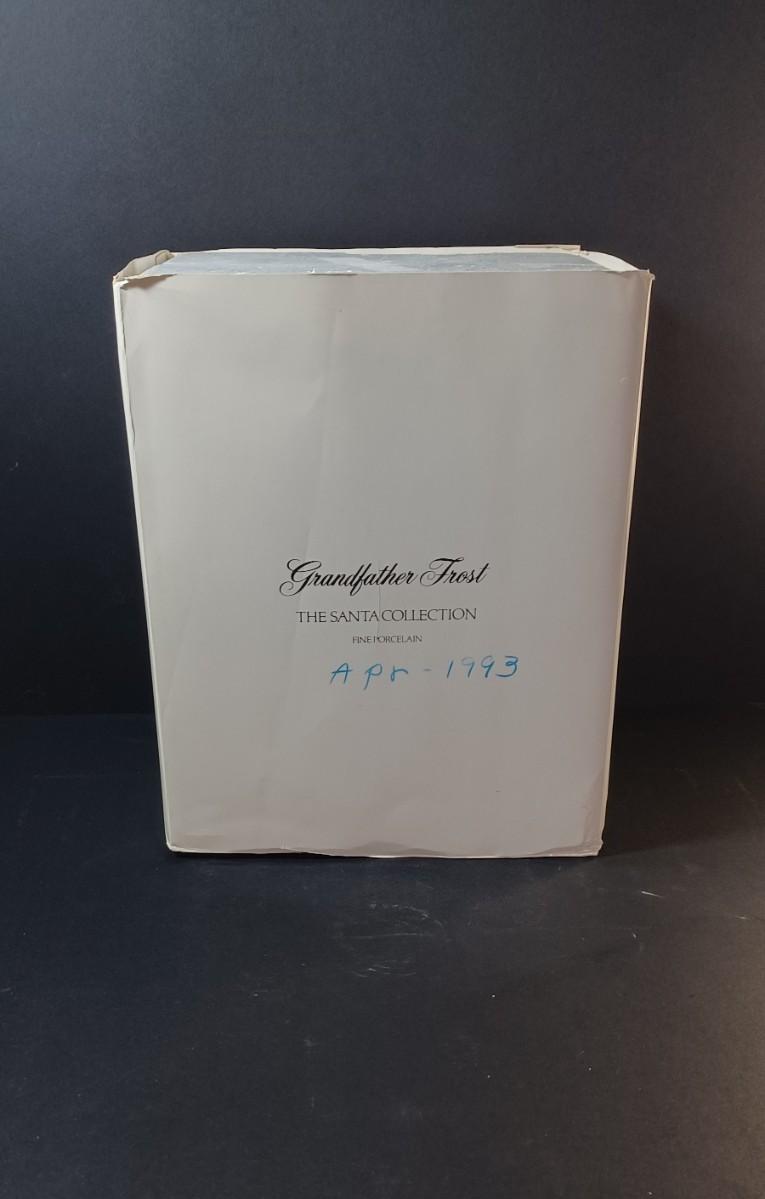 Grandfather Frost
THE SANTA COLLECTION
FINE PORCELAIN
Apr - 1993